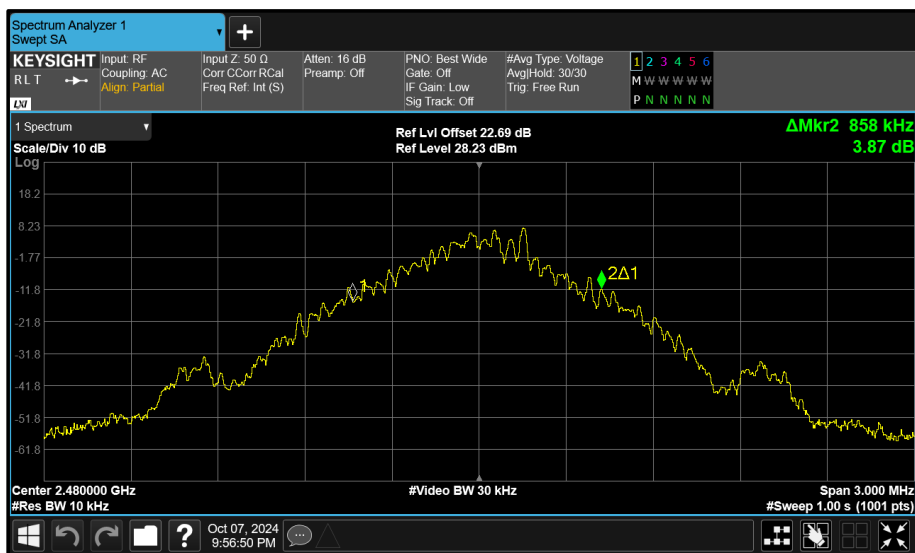 Spectrum Analyzer 1
Swept SA
KEYSIGHT
R L T
LXI
Input: RF
Coupling: AC
Align: Partial
Input Z: 50 Ω
Corr CCorr RCal
Freq Ref: Int (S)
Atten: 16 dB
Preamp: Off
PNO: Best Wide
Gate: Off
IF Gain: Low
Sig Track: Off
#Avg Type: Voltage
Avg|Hold: 30/30
Trig: Free Run
1 2 3 4 5 6
M W W W W W
P N N N N N
1 Spectrum
Scale/Div 10 dB
Log
Ref Lvl Offset 22.69 dB
Ref Level 28.23 dBm
ΔMkr2 858 kHz
3.87 dB
18.2
8.23
-1.77
-11.8
-21.8
-31.8
-41.8
-51.8
-61.8
1
2Δ1
Center 2.480000 GHz
#Res BW 10 kHz
#Video BW 30 kHz
Span 3.000 MHz
#Sweep 1.00 s (1001 pts)
Oct 07, 2024
9:56:50 PM